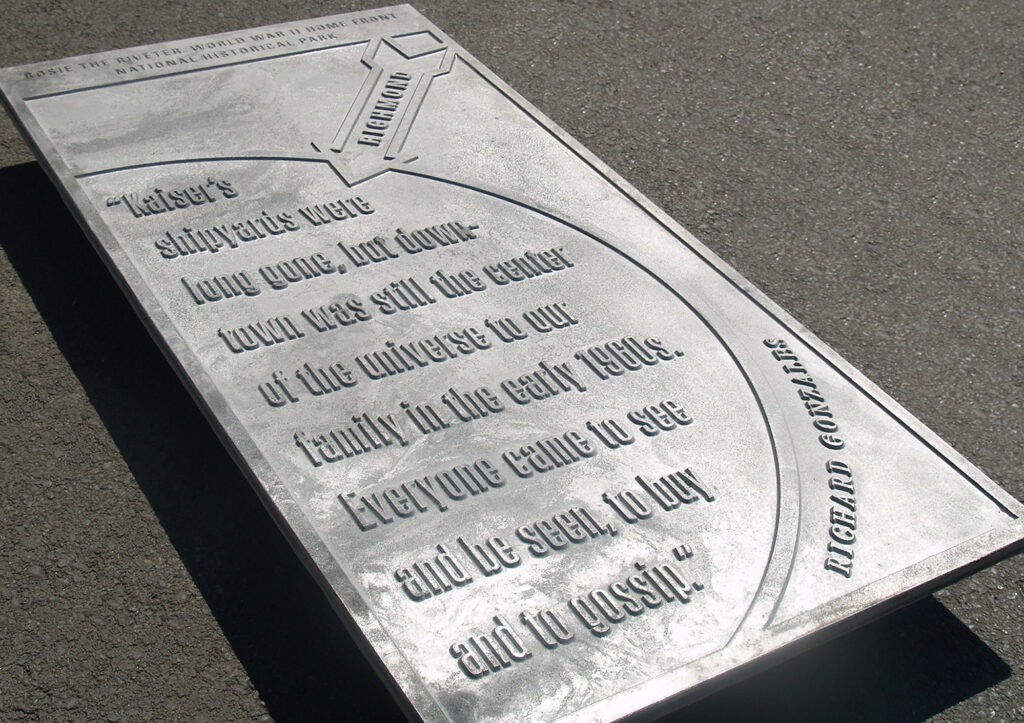 ROSIE THE RIVETER WORLD WAR II HOME FRONT
NATIONAL HISTORICAL PARK
RICHMOND
"Kaiser's
shipyards were
long gone, but down-
town was still the center
of the universe to our
family in the early 1960s.
Everyone came to see
and be seen, to buy
and to gossip."
RICHARD GONZALES